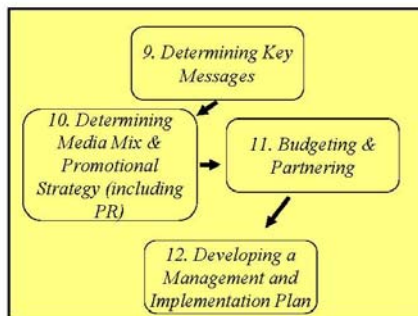 9. Determining Key
Messages
10. Determining
Media Mix &
Promotional
Strategy (including
PR)
11. Budgeting &
Partnering
12. Developing a
Management and
Implementation Plan